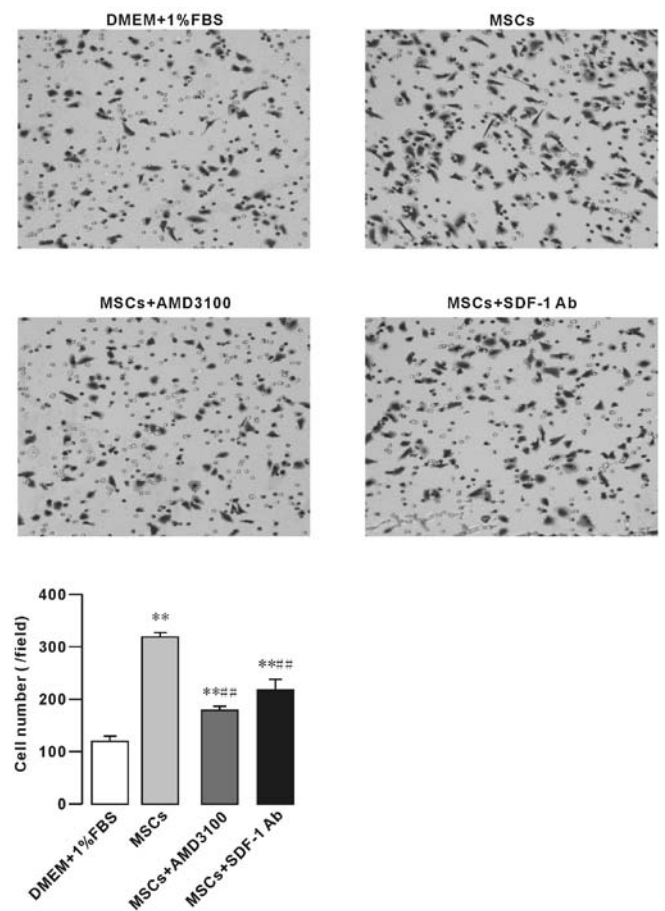 DMEM+1%FBS
MSCs
MSCs+AMD3100
MSCs+SDF-1 Ab
400
300
200
100
0
Cell number ( /field)
**
**##
**##
DMEM+1%FBS
MSCs
MSCs+AMD3100
MSCs+SDF-1 Ab